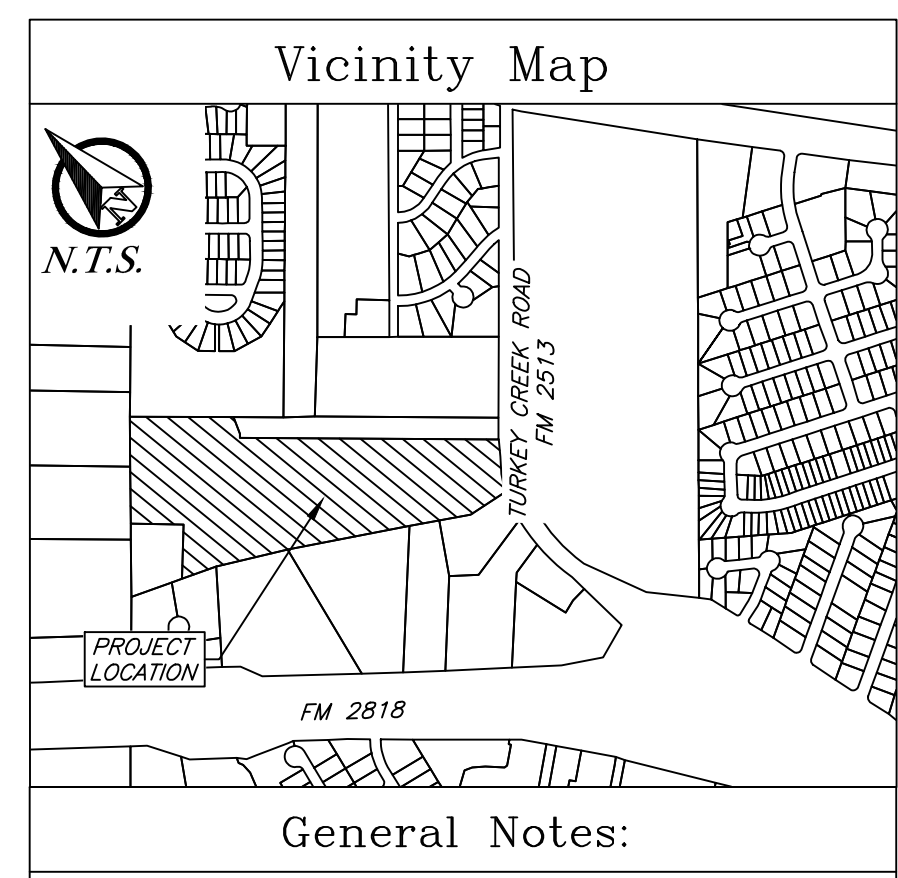 Vicinity Map
N
N.T.S.
TURKEY CREEK ROAD
FM 2513
PROJECT
LOCATION
FM 2818
General Notes: